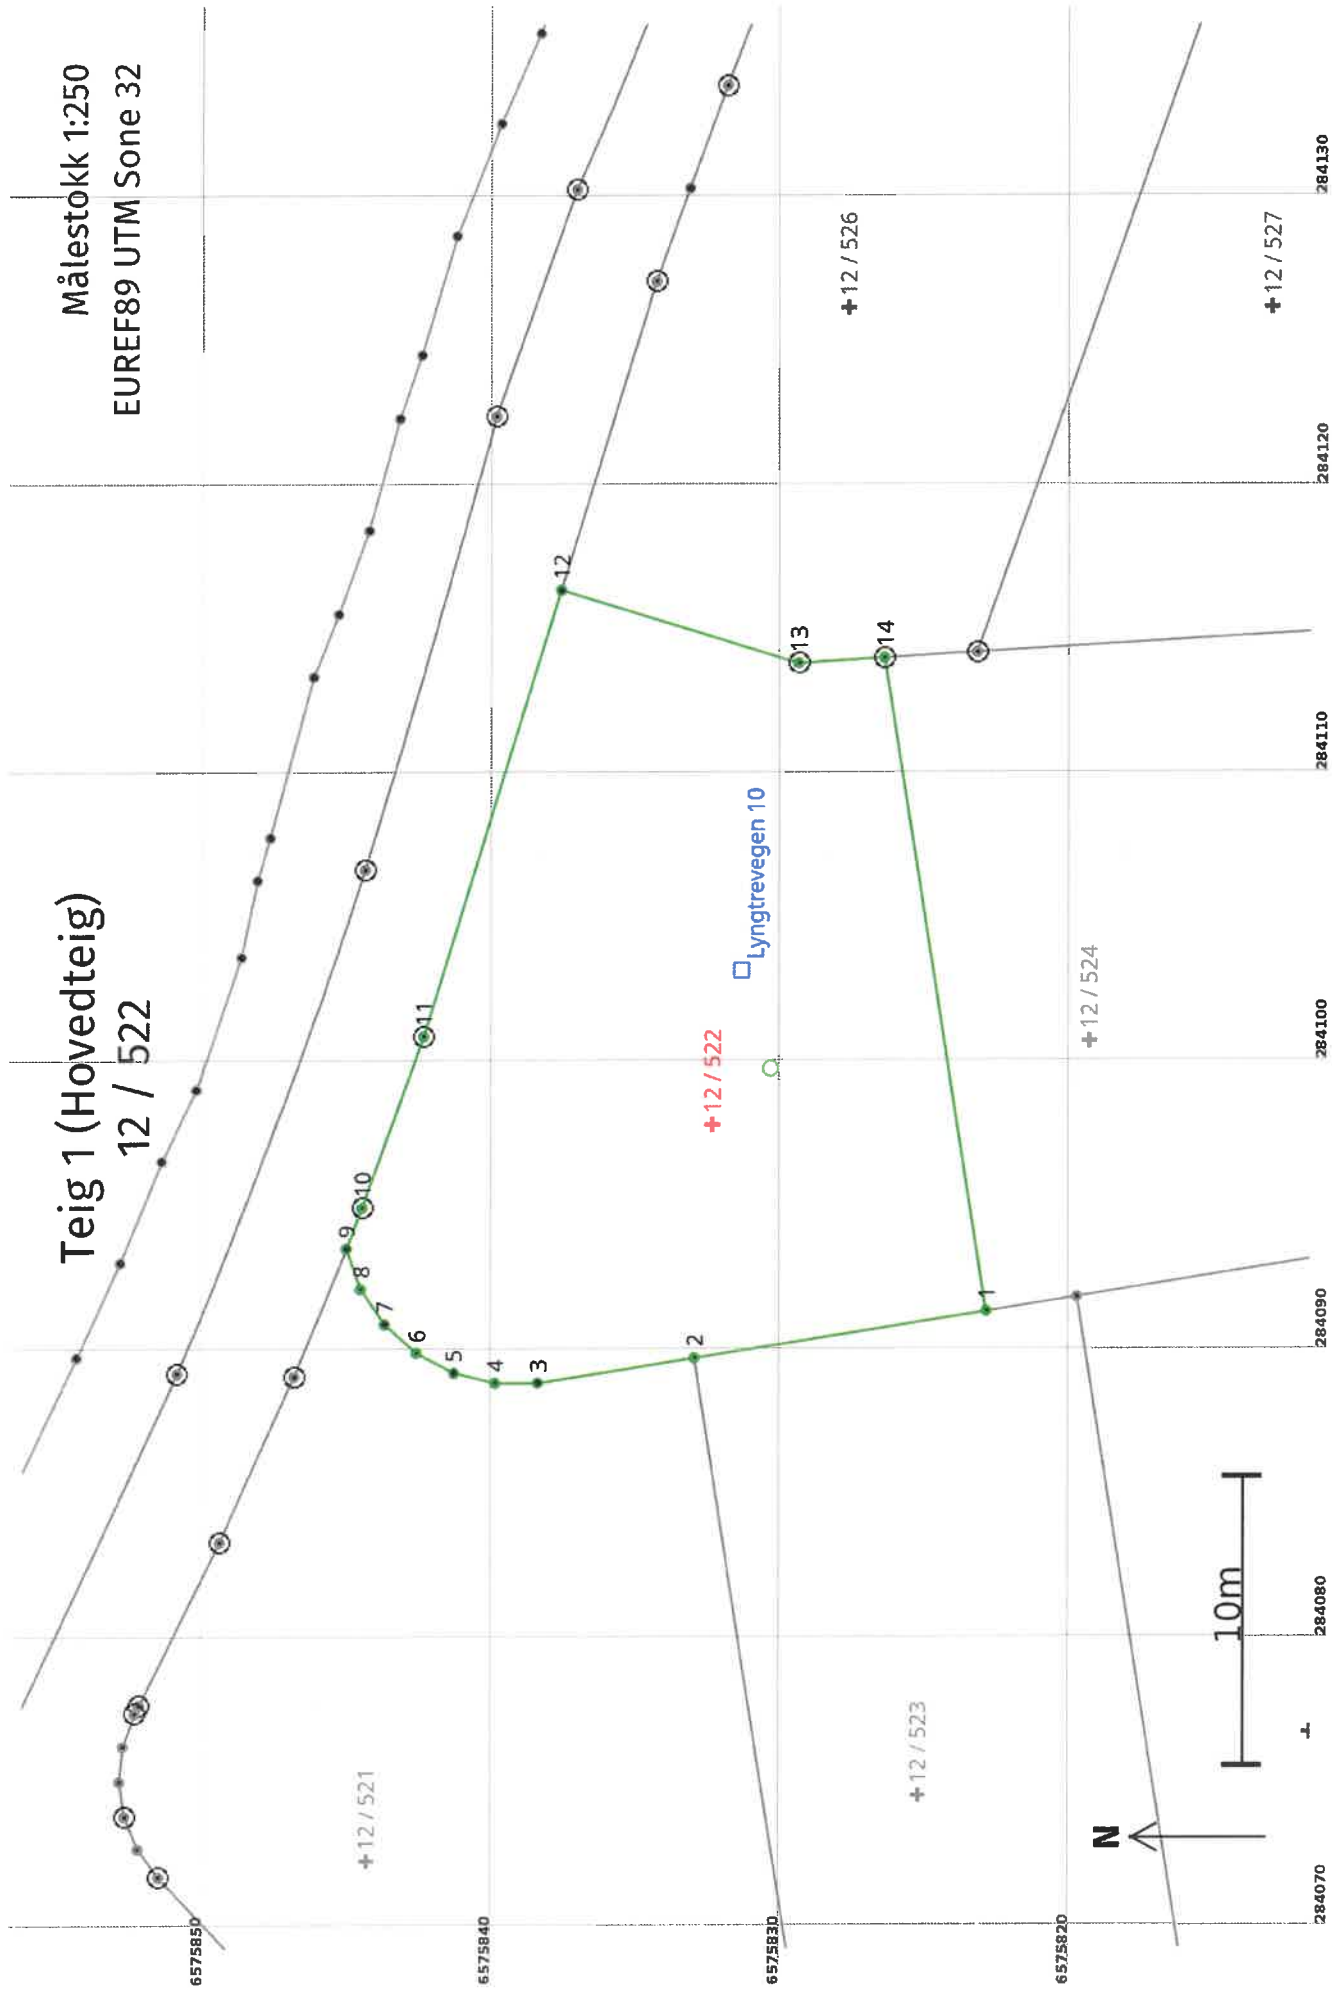 Teig 1 (Hovedteig)
12 / 522
Målestokk 1:250
EUREF89 UTM Sone 32
6575850
6575840
6575830
6575820
284070
284080
284090
284100
284110
284120
284130
+12 / 521
+12 / 522
+12 / 523
+12 / 524
+12 / 526
+12 / 527
Lyngtrevegen 10
1
2
3
4
5
6
7
8
9
10
11
12
13
14
N
10m